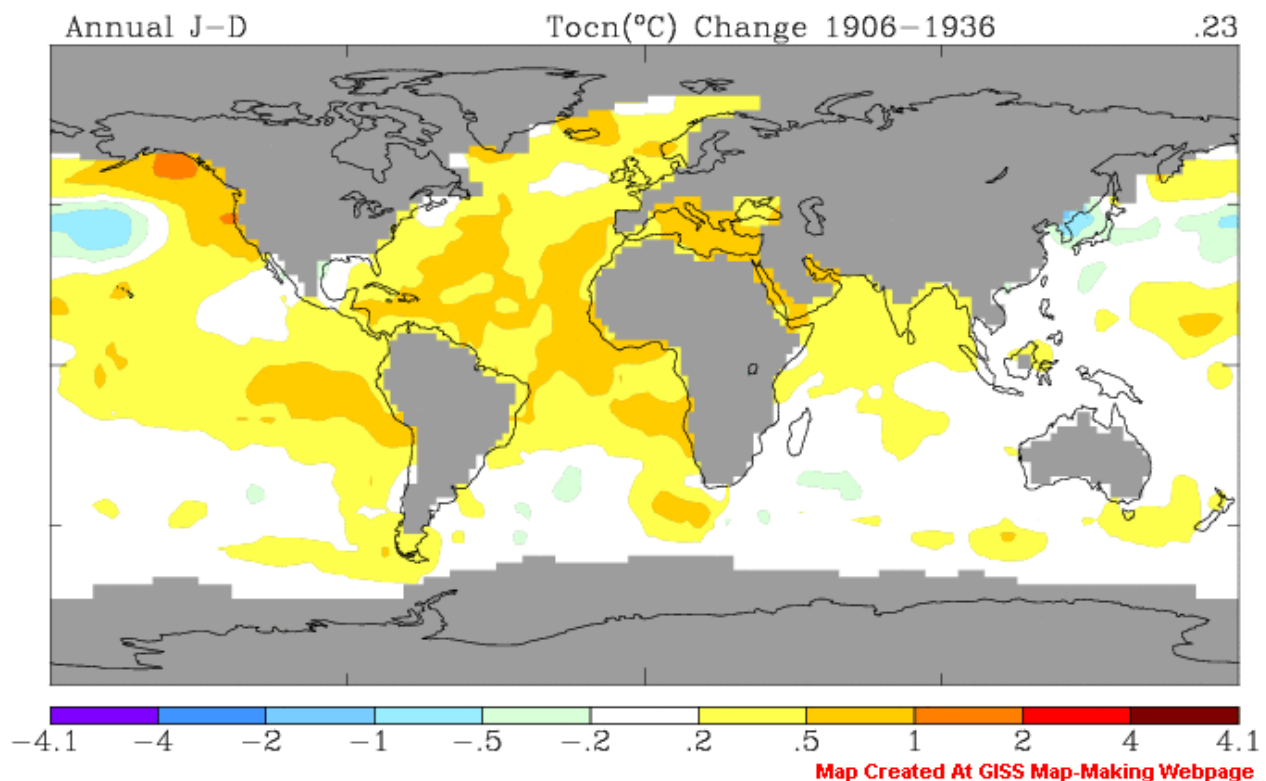 Annual J-D Tocn(°C) Change 1906-1936 .23
-4.1 -4 -2 -1 -.5 -.2 .2 .5 1 2 4 4.1
Map Created At GISS Map-Making Webpage